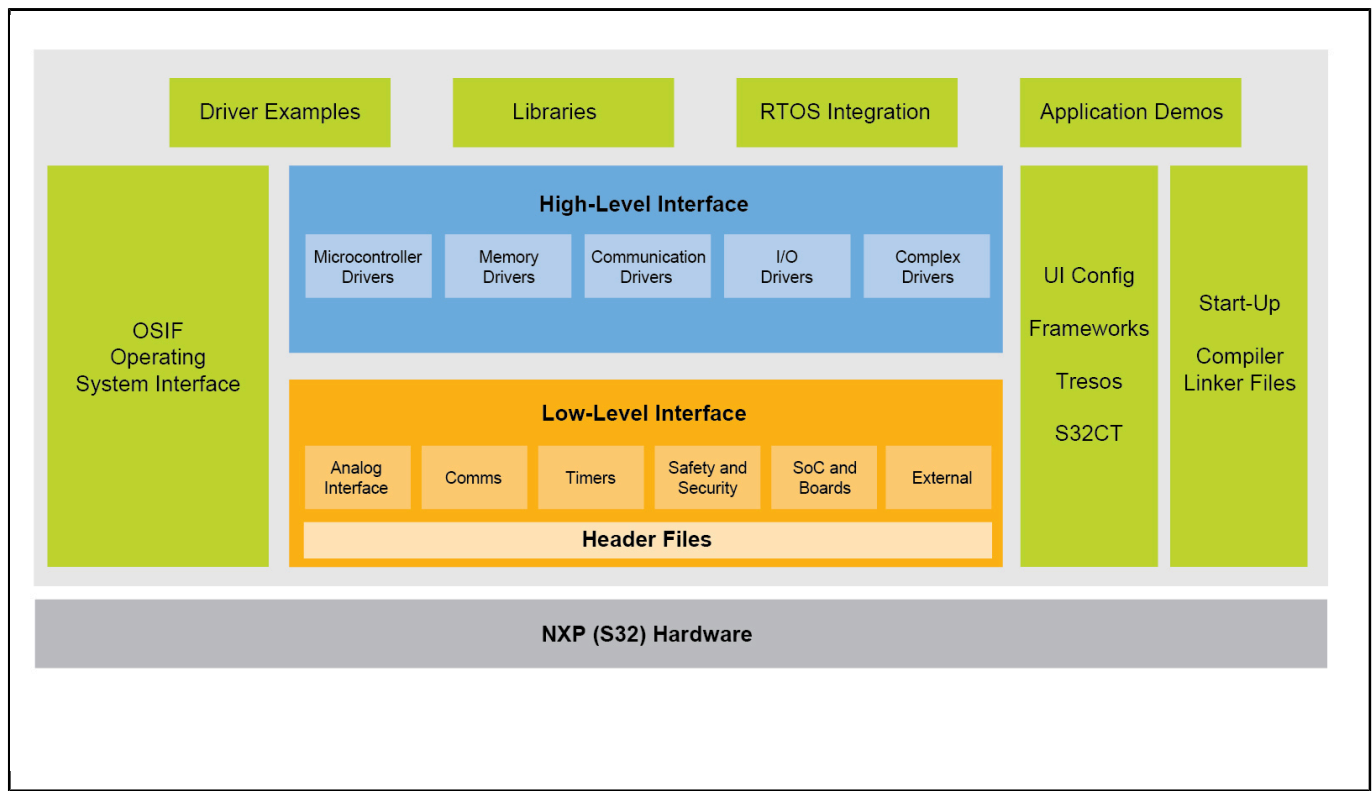 Driver Examples
Libraries
RTOS Integration
Application Demos
OSIF
Operating
System Interface
High-Level Interface
Microcontroller
Drivers
Memory
Drivers
Communication
Drivers
I/O
Drivers
Complex
Drivers
Low-Level Interface
Analog
Interface
Comms
Timers
Safety and
Security
SoC and
Boards
External
Header Files
UI Config
Frameworks
Tresos
S32CT
Start-Up
Compiler
Linker Files
NXP (S32) Hardware